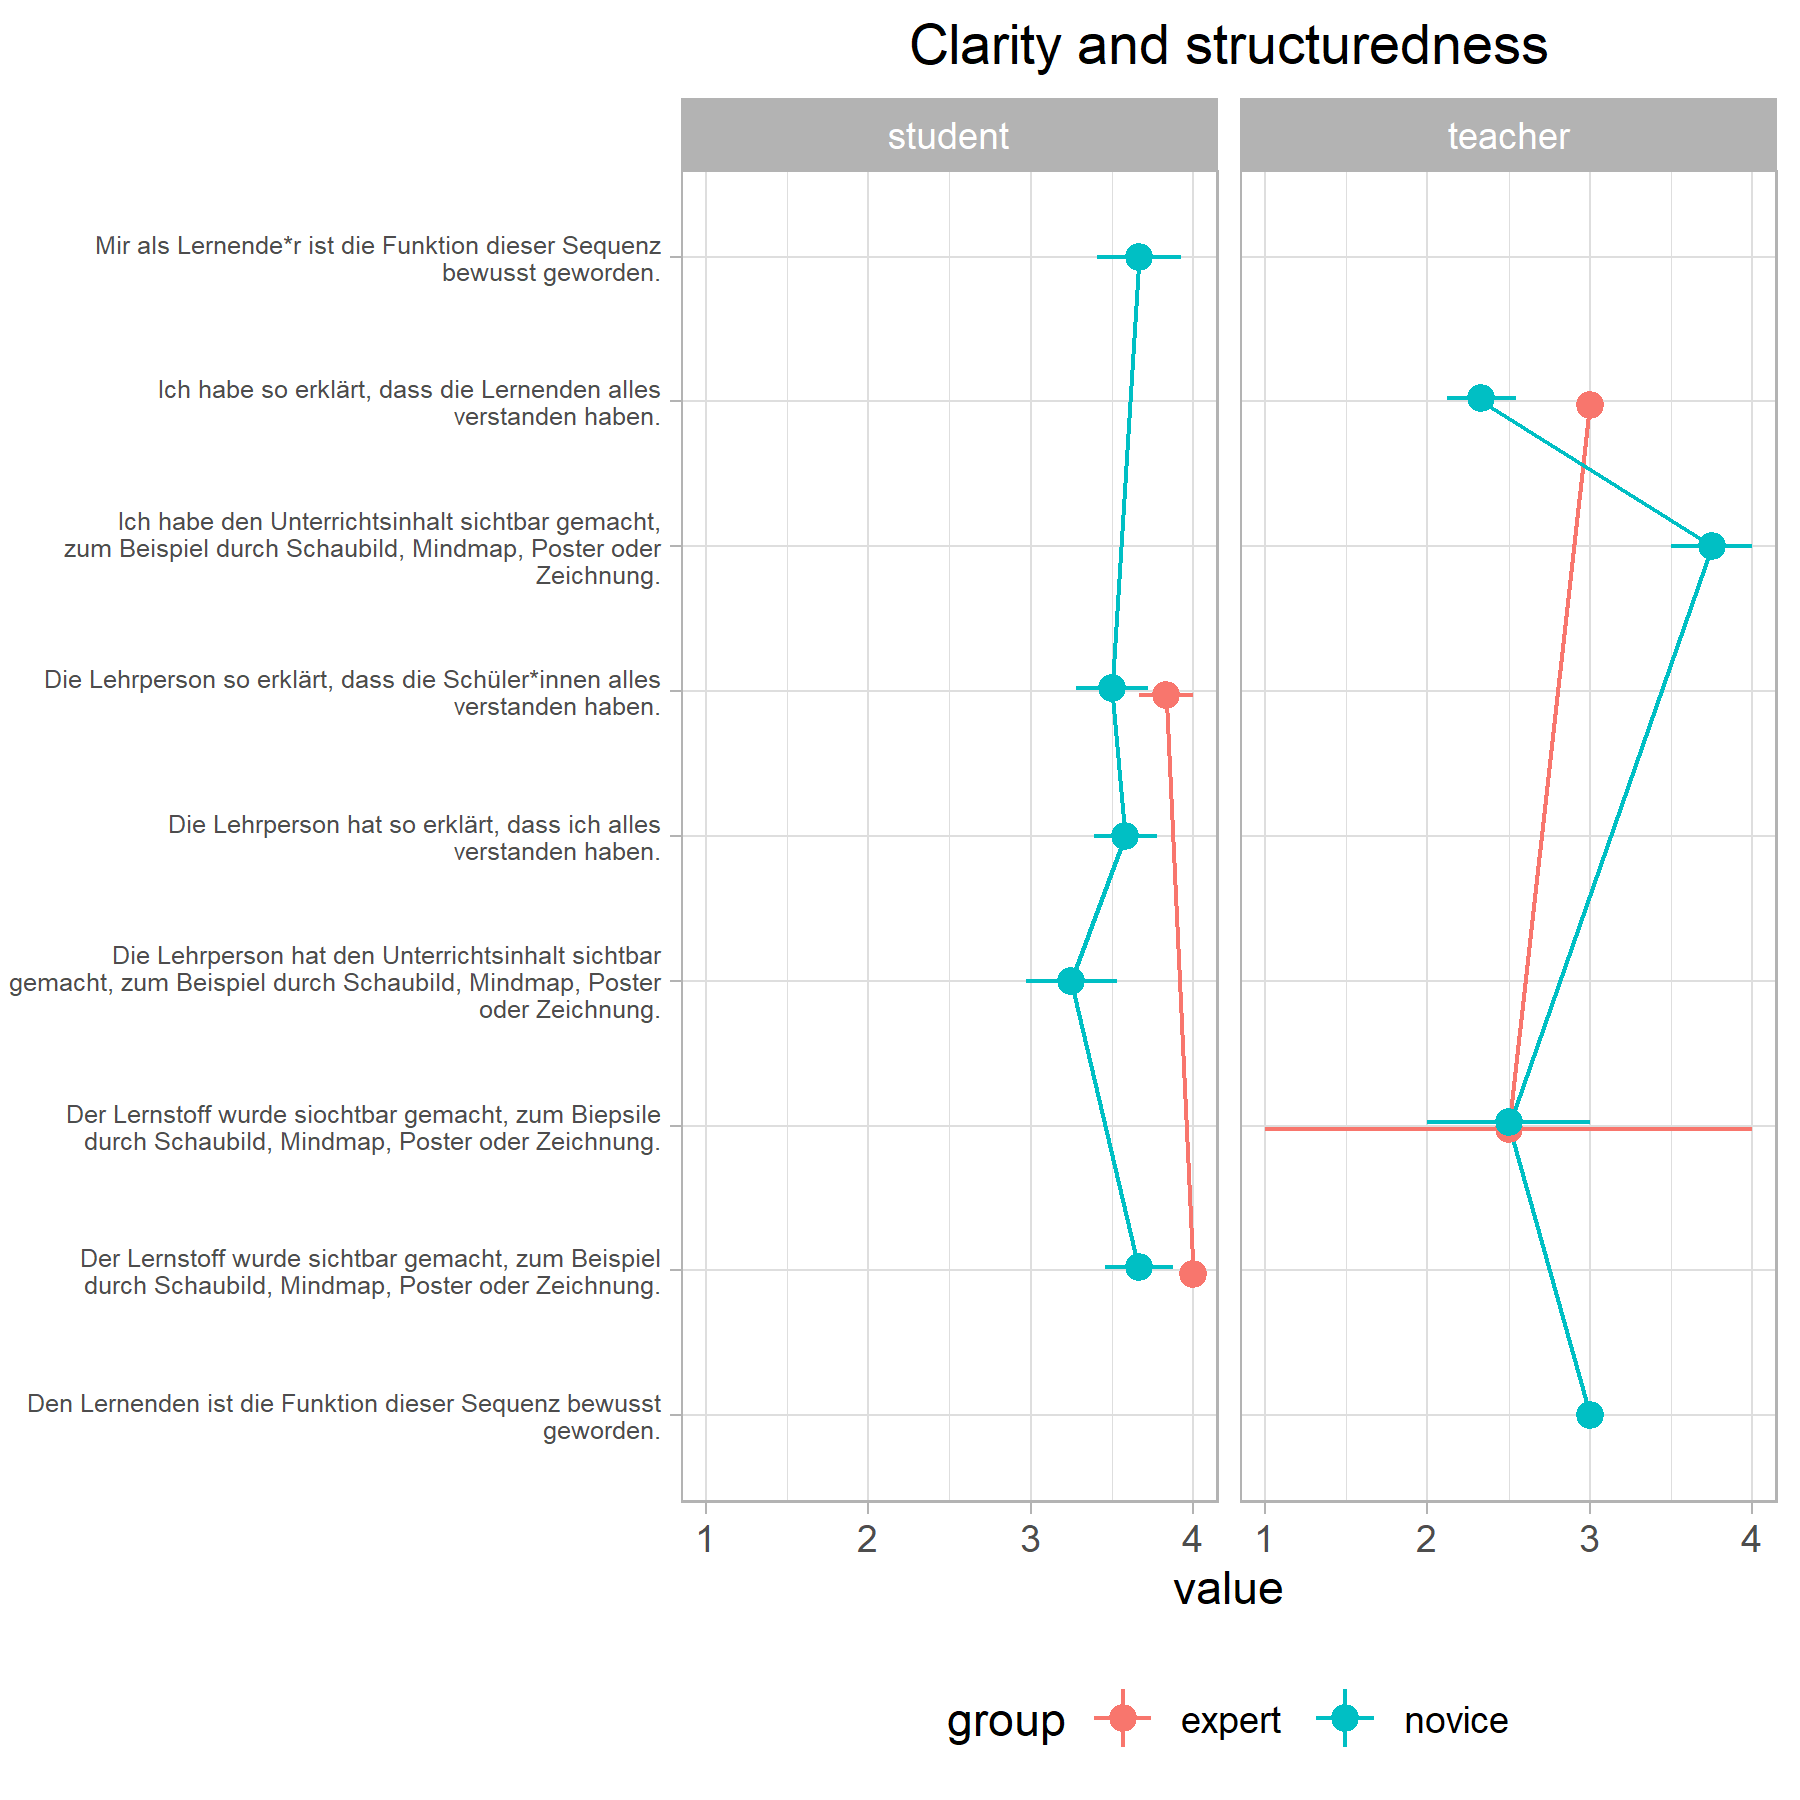 Clarity and structuredness
student
teacher
Mir als Lernende*r ist die Funktion dieser Sequenz
bewusst geworden.
Ich habe so erklärt, dass die Lernenden alles
verstanden haben.
Ich habe den Unterrichtsinhalt sichtbar gemacht,
zum Beispiel durch Schaubild, Mindmap, Poster oder
Zeichnung.
Die Lehrperson so erklärt, dass die Schüler*innen alles
verstanden haben.
Die Lehrperson hat so erklärt, dass ich alles
verstanden haben.
Die Lehrperson hat den Unterrichtsinhalt sichtbar
gemacht, zum Beispiel durch Schaubild, Mindmap, Poster
oder Zeichnung.
Der Lernstoff wurde siochtbar gemacht, zum Biepsile
durch Schaubild, Mindmap, Poster oder Zeichnung.
Der Lernstoff wurde sichtbar gemacht, zum Beispiel
durch Schaubild, Mindmap, Poster oder Zeichnung.
Den Lernenden ist die Funktion dieser Sequenz bewusst
geworden.
1 2 3 4
1 2 3 4
value
group expert novice